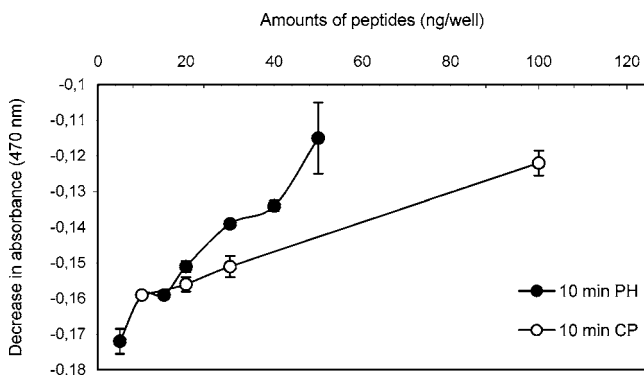 Amounts of peptides (ng/well)
0 20 40 60 80 100 120
-0,1
-0,11
-0,12
-0,13
-0,14
-0,15
-0,16
-0,17
-0,18
Decrease in absorbance (470 nm)
10 min PH
10 min CP